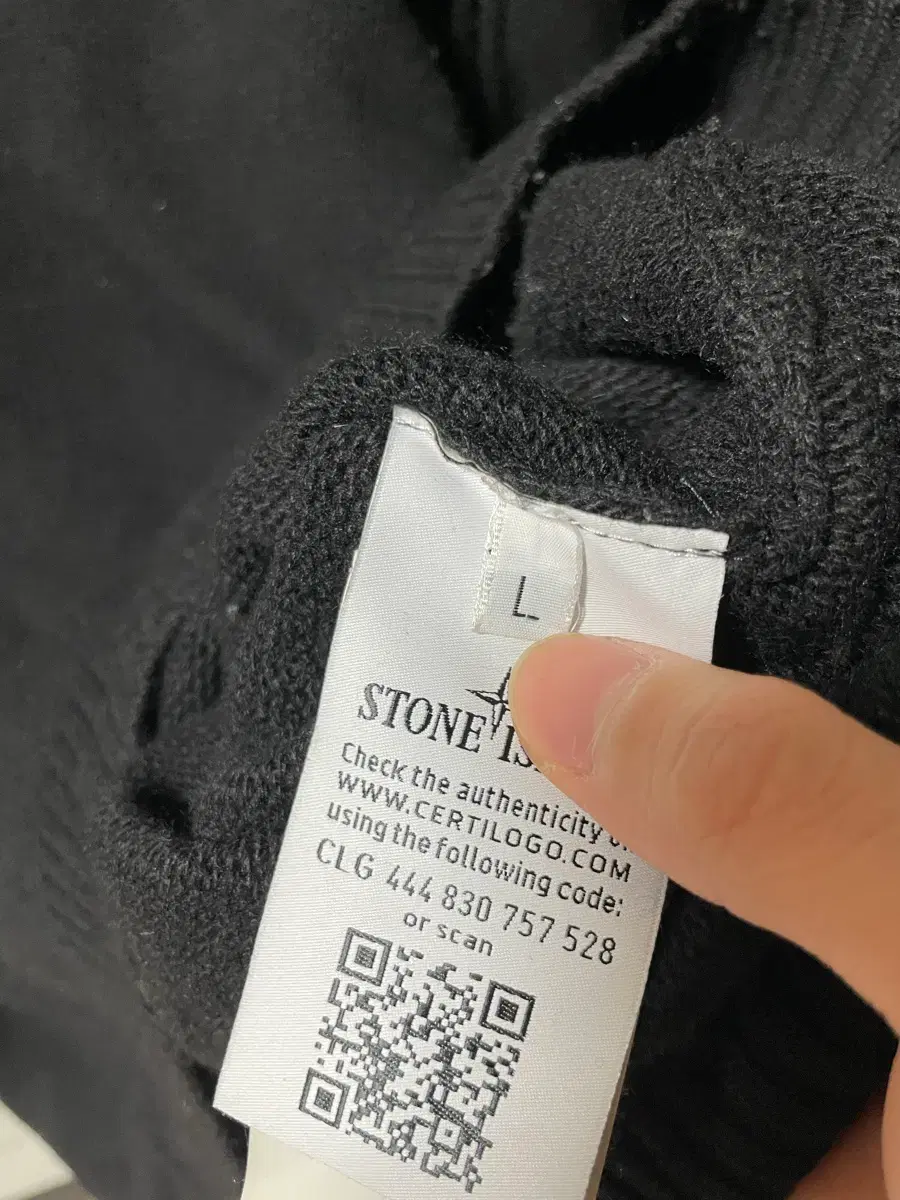 L
STONE
Check the authenticity
WWW.CERTILOGO.COM
using the following code:
CLG 444 830 757 528
or scan